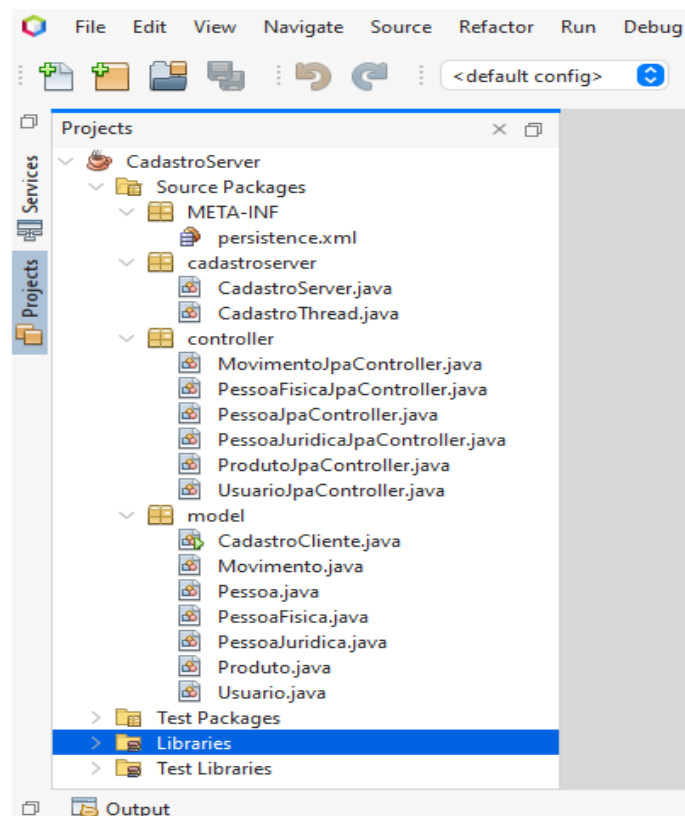 File Edit View Navigate Source Refactor Run Debug
<default config>
Projects
Services
Projects
CadastroServer
Source Packages
META-INF
persistence.xml
cadastroserver
CadastroServer.java
CadastroThread.java
controller
MovimentoJpaController.java
PessoaFisicaJpaController.java
PessoaJpaController.java
PessoaJuridicaJpaController.java
ProdutoJpaController.java
UsuarioJpaController.java
model
CadastroCliente.java
Movimento.java
Pessoa.java
PessoaFisica.java
PessoaJuridica.java
Produto.java
Usuario.java
Test Packages
Libraries
Test Libraries
Output